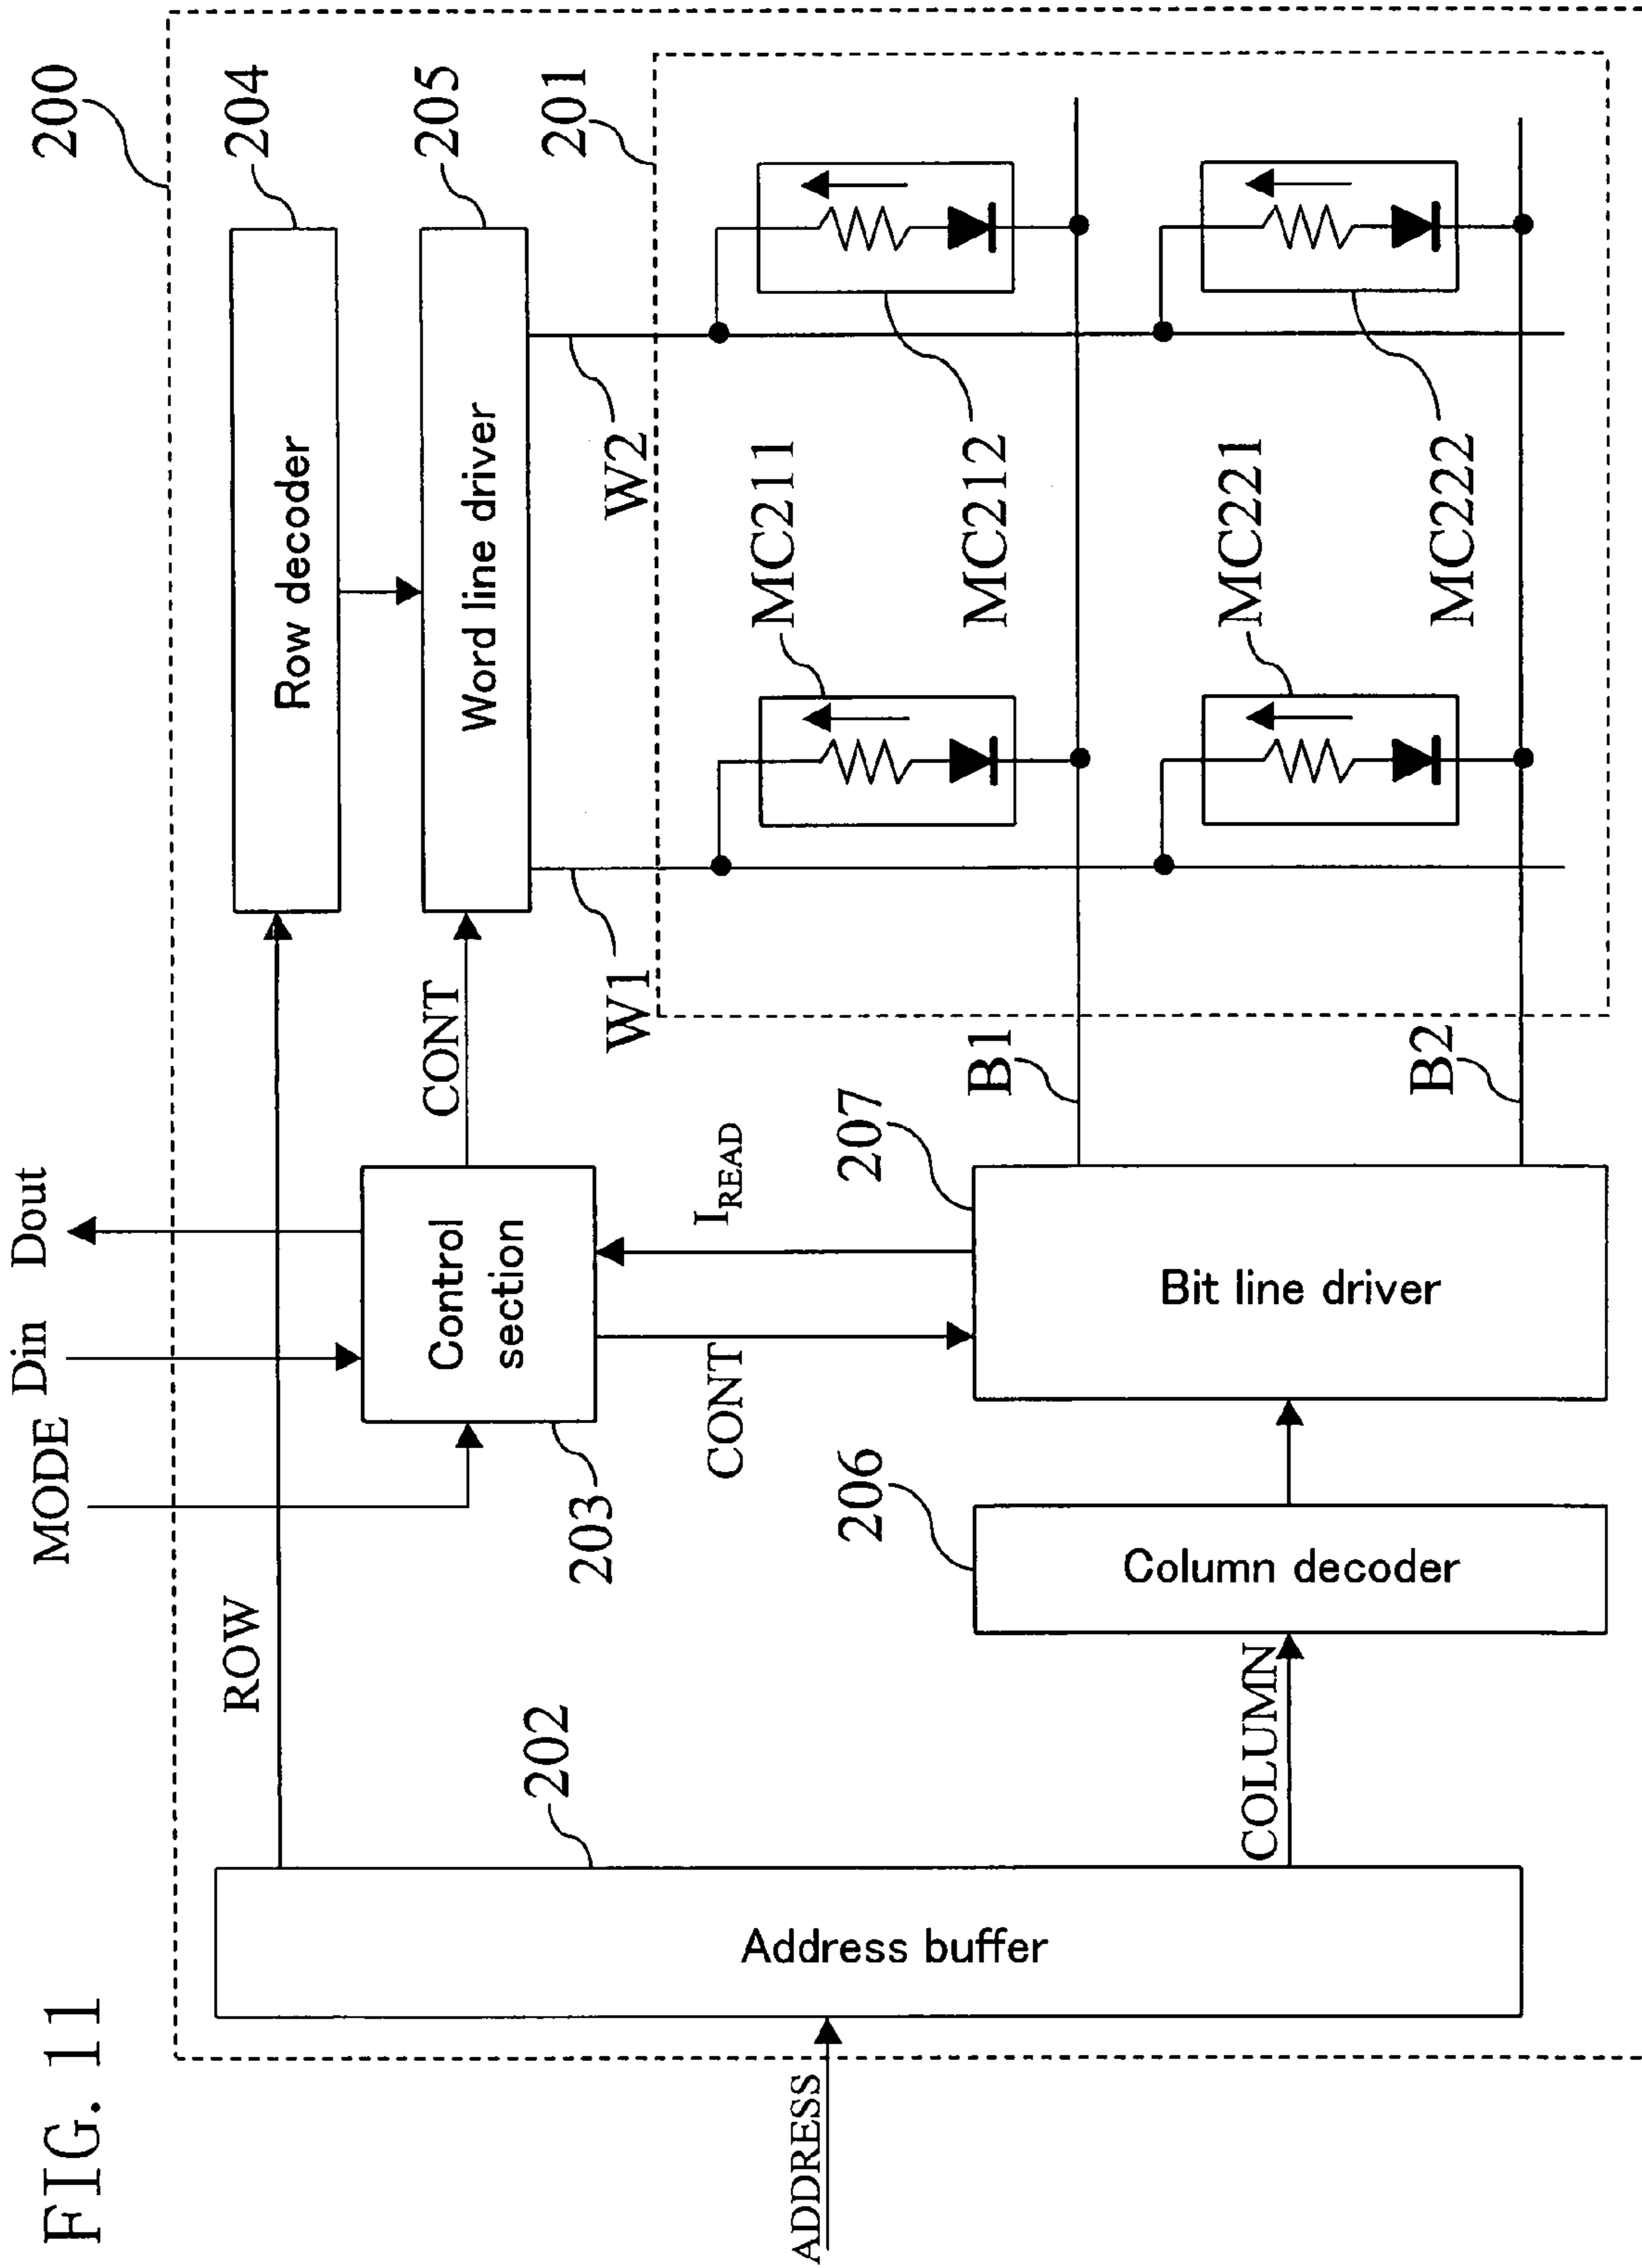 FIG. 11
200
MODE
Din
Dout
ROW
204
Row decoder
CONT
205
Word line driver
Control
section
203
W1
W2
201
202
I_READ
CONT
MC211
207
206
B1
MC212
Address buffer
ADDRESS
COLUMN
Column decoder
Bit line driver
MC221
B2
MC222